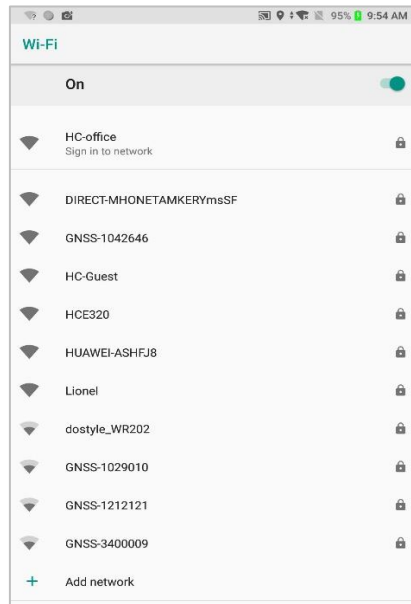 95% 9:54 AM
Wi-Fi
On
HC-office
Sign in to network
DIRECT-MHONETAMKERYmsSF
GNSS-1042646
HC-Guest
HCE320
HUAWEI-ASHFJ8
Lionel
dostyle_WR202
GNSS-1029010
GNSS-1212121
GNSS-3400009
+ Add network